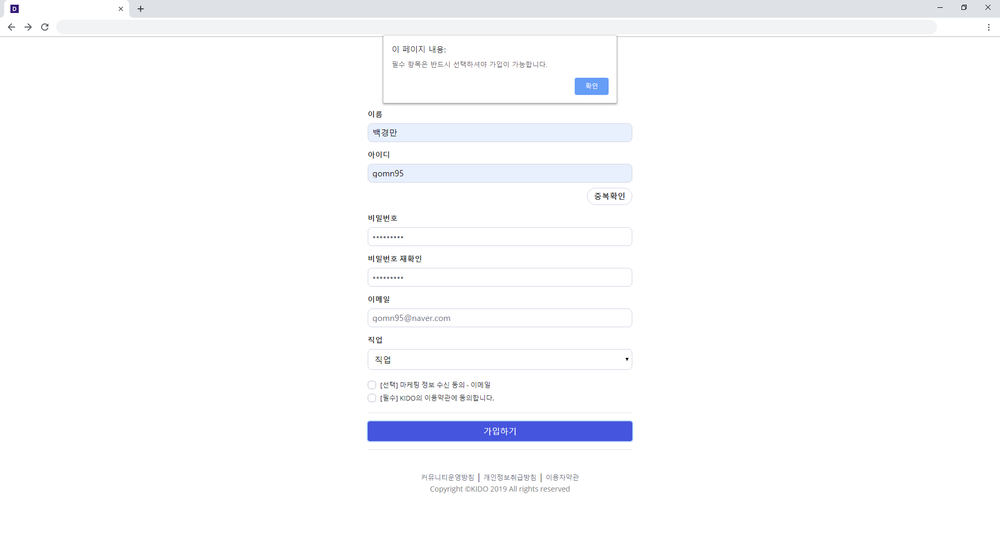 D
이 페이지 내용:
필수 항목은 반드시 선택하셔야 가입이 가능합니다.
확인
이름
백경만
아이디
gomn95
중복확인
비밀번호
•••••••••
비밀번호 재확인
•••••••••
이메일
gomn95@naver.com
직업
직업
[선택] 마케팅 정보 수신 동의 - 이메일
[필수] KIDO의 이용약관에 동의합니다.
가입하기
커뮤니티운영방침 | 개인정보취급방침 | 이용자약관
Copyright ©KIDO 2019 All rights reserved